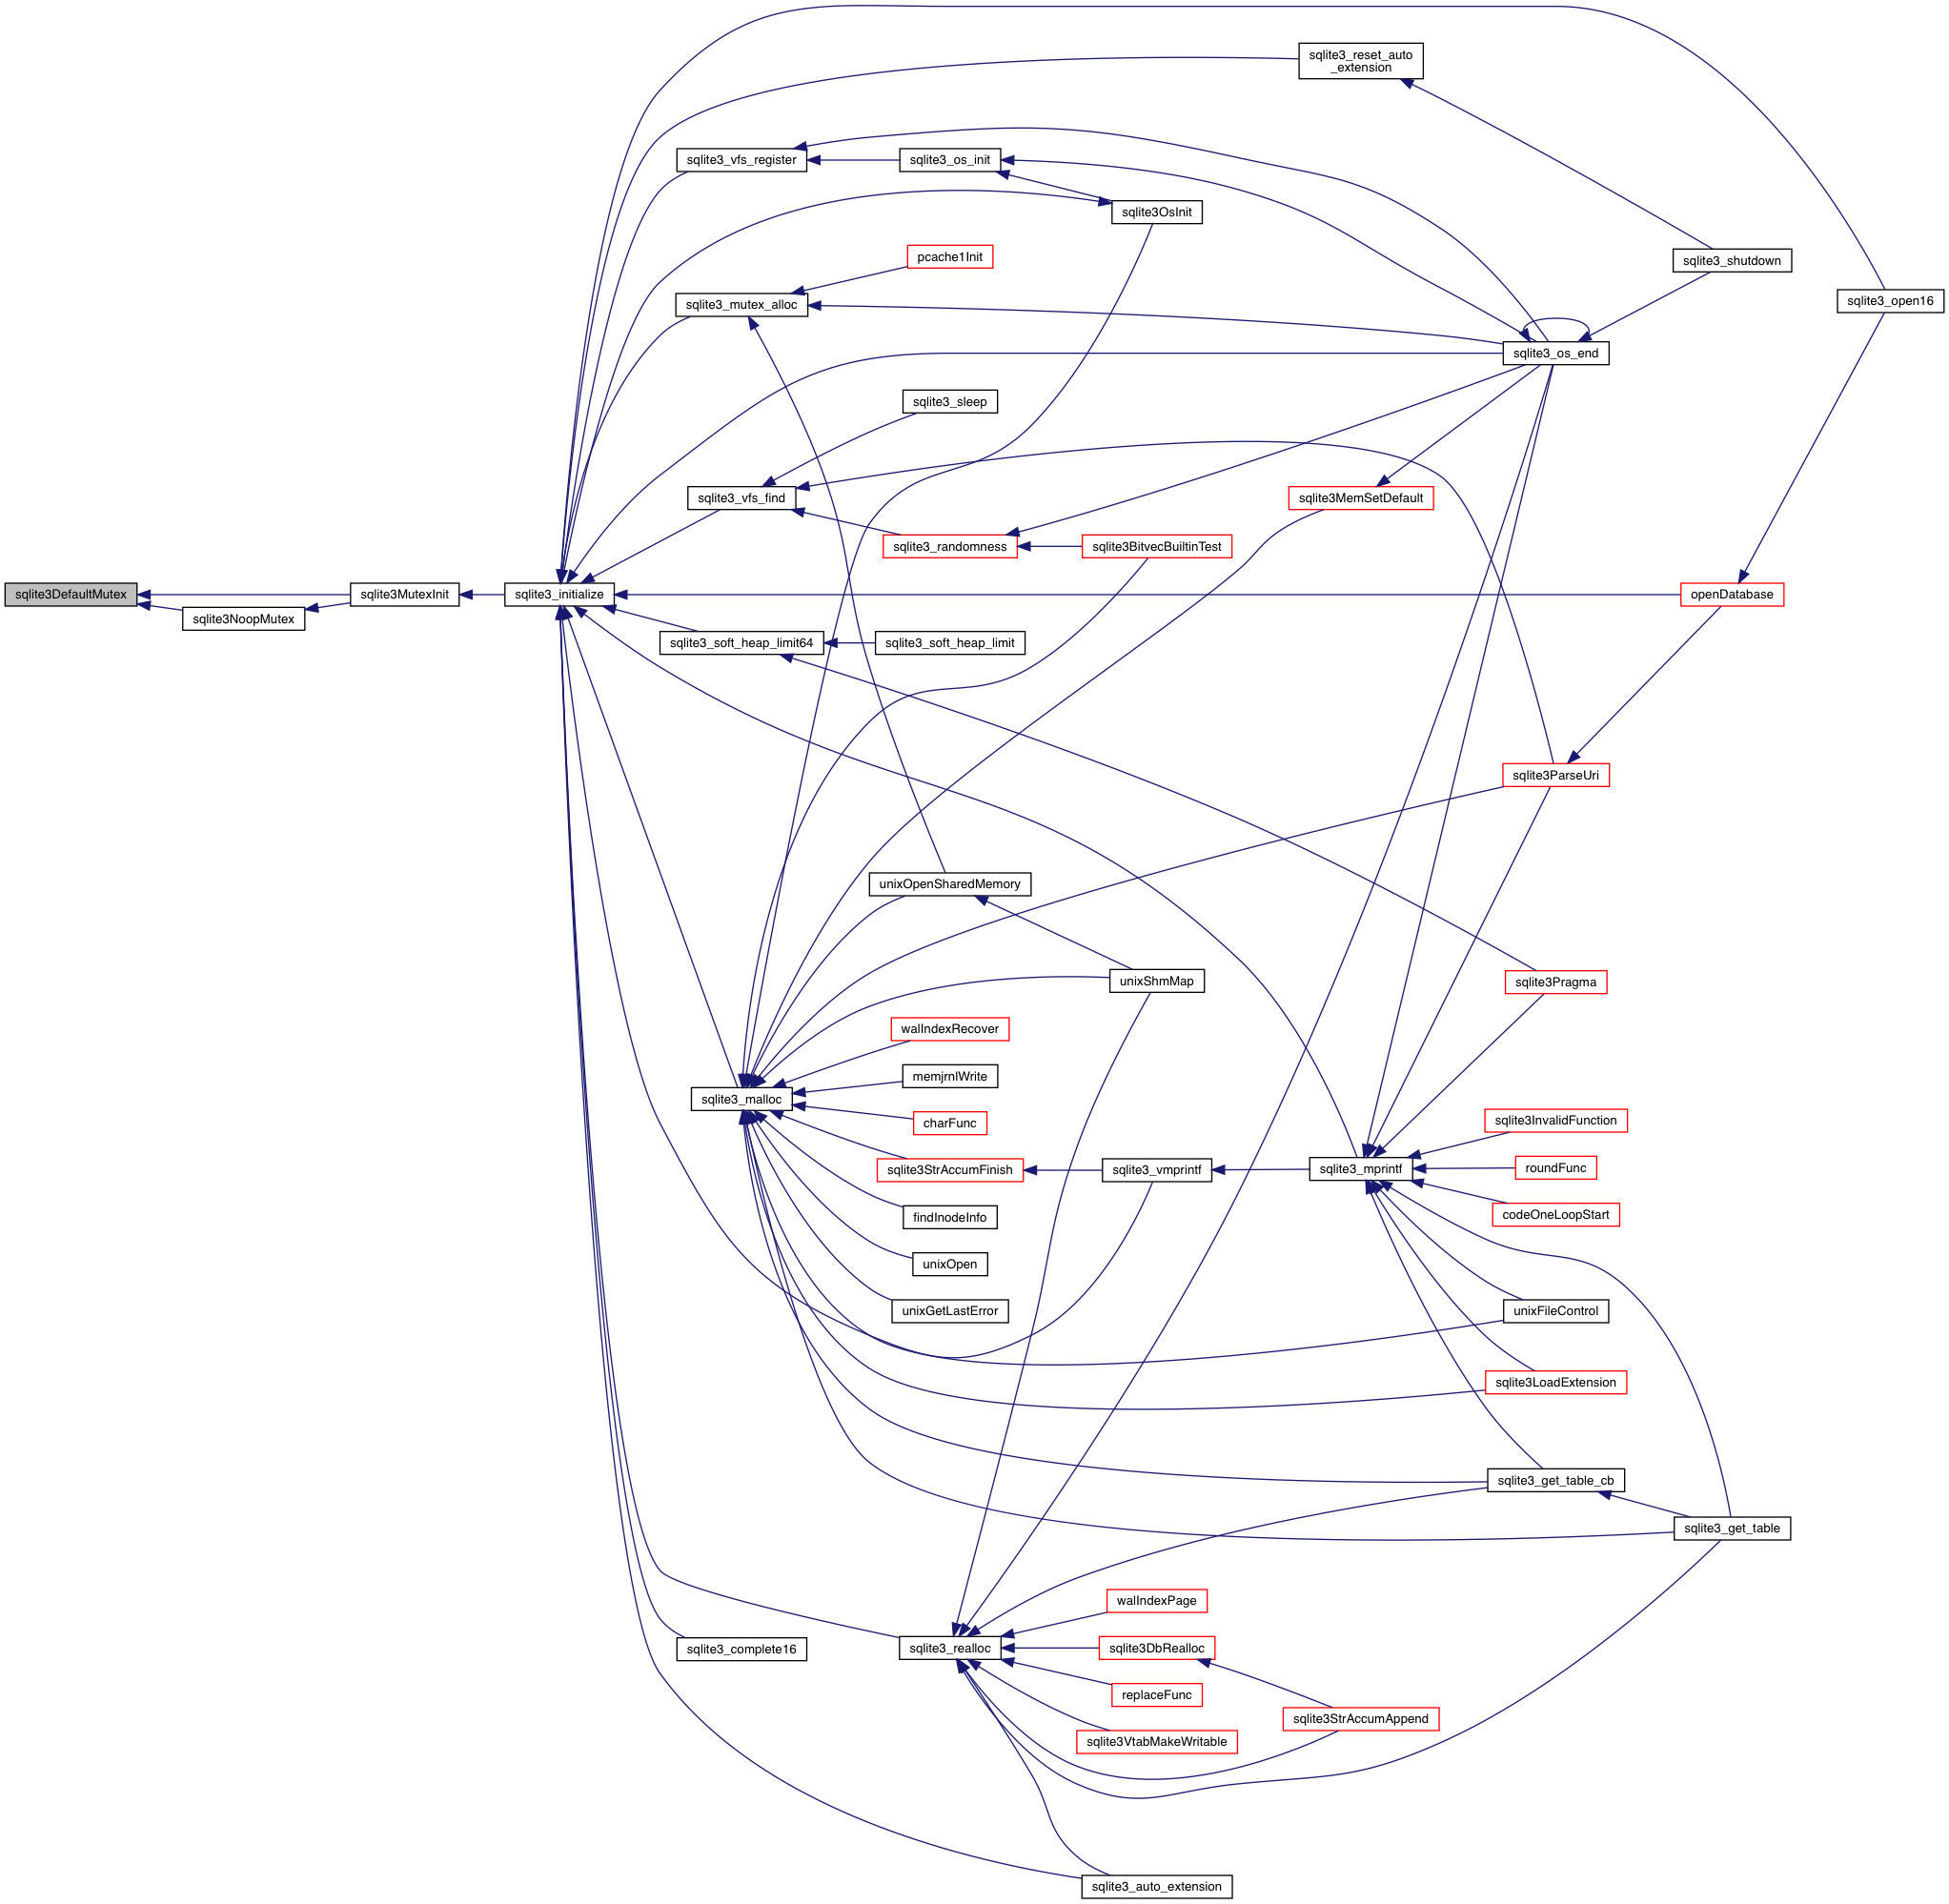 sqlite3_reset_auto
_extension
sqlite3_vfs_register
sqlite3_os_init
sqlite3OsInit
pcache1Init
sqlite3_shutdown
sqlite3_mutex_alloc
sqlite3_open16
sqlite3_os_end
sqlite3_sleep
sqlite3_vfs_find
sqlite3MemSetDefault
sqlite3_randomness
sqlite3BitvecBuiltinTest
sqlite3DefaultMutex
sqlite3MutexInit
sqlite3_initialize
openDatabase
sqlite3NoopMutex
sqlite3_soft_heap_limit64
sqlite3_soft_heap_limit
sqlite3ParseUri
unixOpenSharedMemory
unixShmMap
sqlite3Pragma
walIndexRecover
memjrnlWrite
sqlite3_malloc
charFunc
sqlite3InvalidFunction
sqlite3StrAccumFinish
sqlite3_vmprintf
sqlite3_mprintf
roundFunc
findInodeInfo
codeOneLoopStart
unixOpen
unixGetLastError
unixFileControl
sqlite3LoadExtension
sqlite3_get_table_cb
sqlite3_get_table
walIndexPage
sqlite3_complete16
sqlite3_realloc
sqlite3DbRealloc
replaceFunc
sqlite3StrAccumAppend
sqlite3VtabMakeWritable
sqlite3_auto_extension